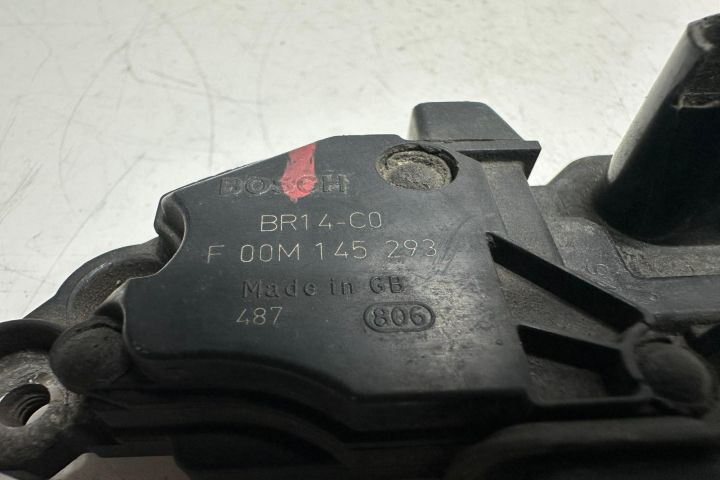 BOSCH
BR14-C0
F 00M 145 293
Made in GB
487 806